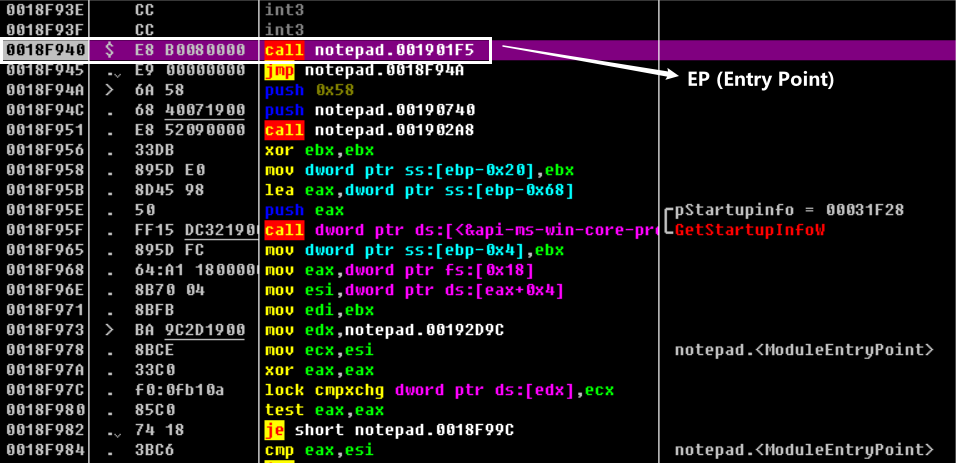 0018F93E CC int3
0018F93F CC int3
0018F940 $ E8 B0080000 call notepad.001901F5
0018F945 . E9 00000000 jmp notepad.0018F94A
EP (Entry Point)
0018F94A > 6A 58 push 0x58
0018F94C . 68 40071900 push notepad.00190740
0018F951 . E8 52090000 call notepad.001902A8
0018F956 . 33DB xor ebx,ebx
0018F958 . 895D E0 mov dword ptr ss:[ebp-0x20],ebx
0018F95B . 8D45 98 lea eax,dword ptr ss:[ebp-0x68]
0018F95E . 50 push eax pStartupinfo = 00031F28
0018F95F . FF15 DC321900 call dword ptr ds:[<&api-ms-win-core-pro GetStartupInfoW
0018F965 . 895D FC mov dword ptr ss:[ebp-0x4],ebx
0018F968 . 64:A1 1800000 mov eax,dword ptr fs:[0x18]
0018F96E . 8B70 04 mov esi,dword ptr ds:[eax+0x4]
0018F971 . 8BFB mov edi,ebx
0018F973 > BA 9C2D1900 mov edx,notepad.00192D9C
0018F978 . 8BCE mov ecx,esi notepad.<ModuleEntryPoint>
0018F97A . 33C0 xor eax,eax
0018F97C . f0:0fb10a lock cmpxchg dword ptr ds:[edx],ecx
0018F980 . 85C0 test eax,eax
0018F982 . 74 18 je short notepad.0018F99C
0018F984 . 3BC6 cmp eax,esi notepad.<ModuleEntryPoint>